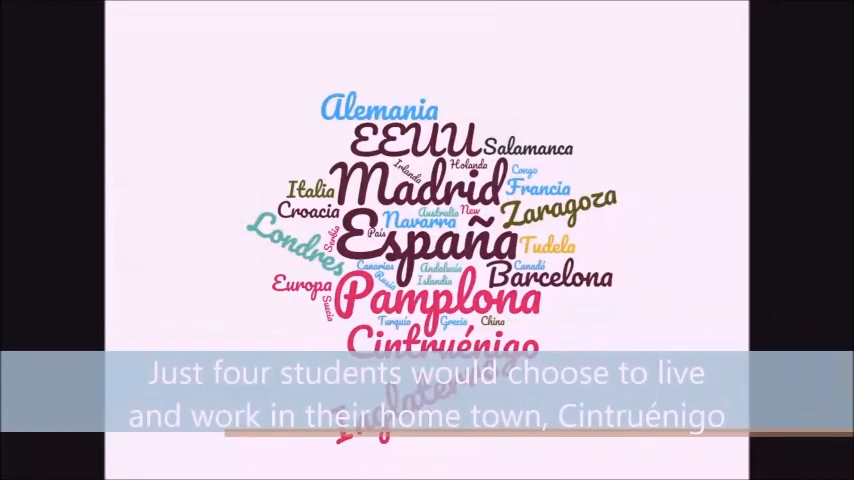 Alemania
EEUU
Salamanca
Irlanda
Holanda
Congo
Madrid
Italia
Francia
Zaragoza
Croacia
Navarra
Australia
New
Londres
Serbia
País
España
Tudela
Canarias
Rusia
Andalucía
Islandia
Canadá
Barcelona
Europa
Suecia
Pamplona
Turquía
Grecia
China
Cintruénigo
Inglaterra
Just four students would choose to live
and work in their home town, Cintruénigo